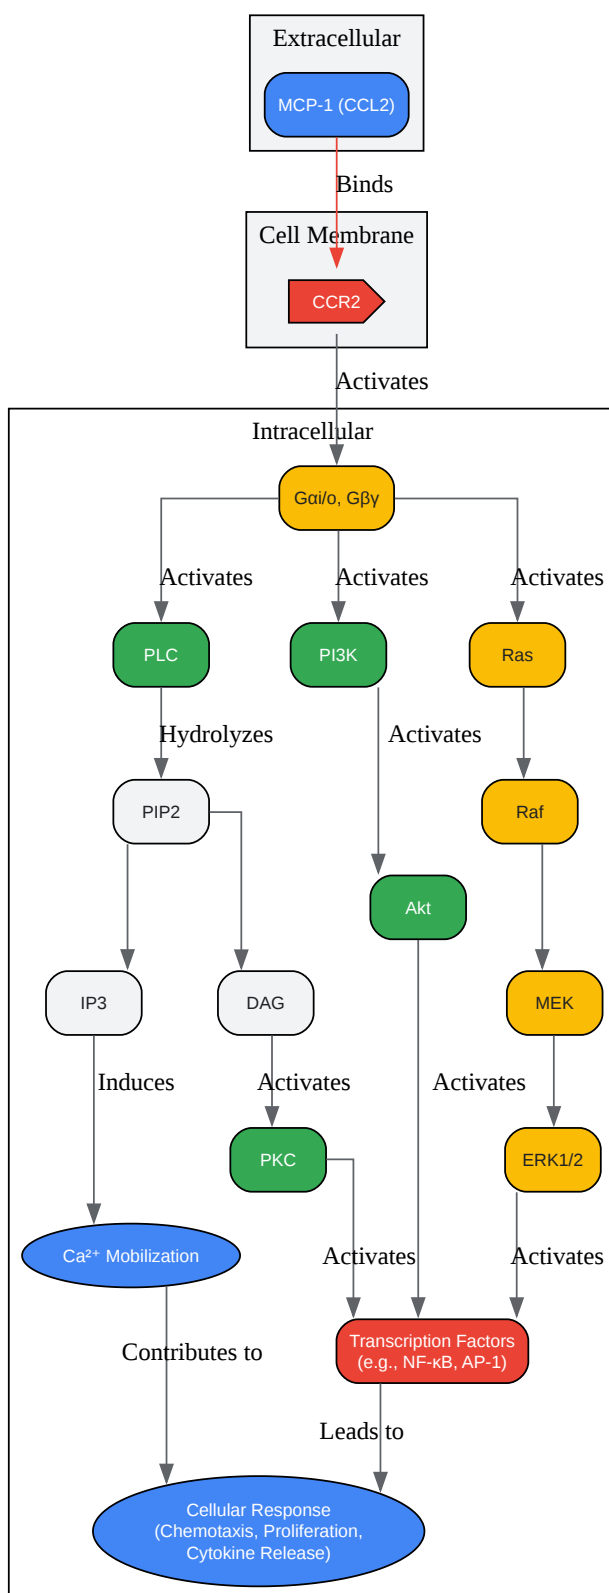 Extracellular
MCP-1 (CCL2)
Binds
Cell Membrane
CCR2
Activates
Intracellular
Gαi/o, Gβγ
Activates
Activates
Activates
PLC
PI3K
Ras
Hydrolyzes
Activates
PIP2
Raf
Akt
IP3
DAG
MEK
Induces
Activates
Activates
PKC
ERK1/2
Ca²⁺ Mobilization
Activates
Activates
Transcription Factors
(e.g., NF-κB, AP-1)
Contributes to
Leads to
Cellular Response
(Chemotaxis, Proliferation,
Cytokine Release)